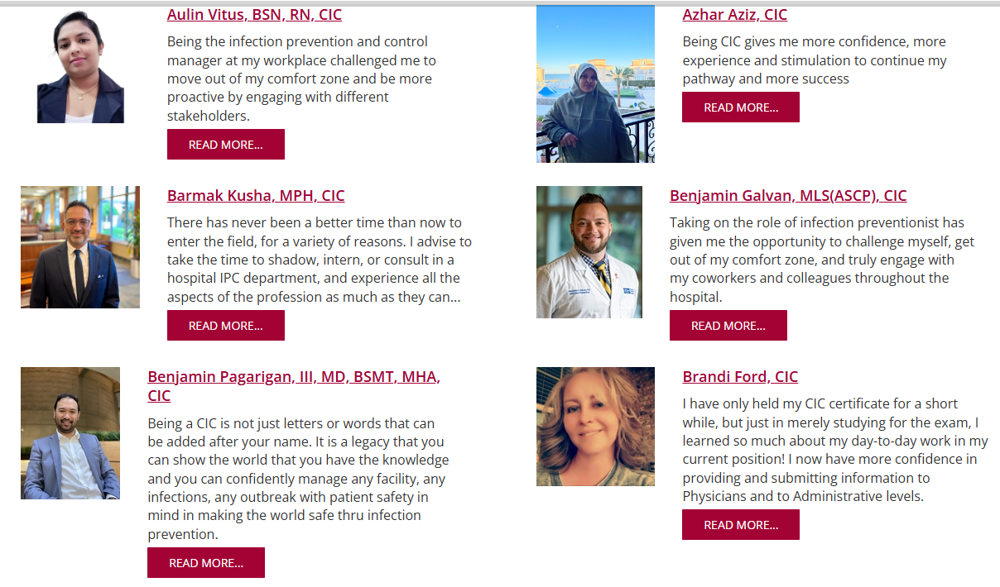 Aulin Vitus, BSN, RN, CIC
Being the infection prevention and control
manager at my workplace challenged me to
move out of my comfort zone and be more
proactive by engaging with different
stakeholders.
READ MORE...
Azhar Aziz, CIC
Being CIC gives me more confidence, more
experience and stimulation to continue my
pathway and more success
READ MORE...
Barmak Kusha, MPH, CIC
There has never been a better time than now to
enter the field, for a variety of reasons. I advise to
take the time to shadow, intern, or consult in a
hospital IPC department, and experience all the
aspects of the profession as much as they can...
READ MORE...
Benjamin Galvan, MLS(ASCP), CIC
Taking on the role of infection preventionist has
given me the opportunity to challenge myself, get
out of my comfort zone, and truly engage with
my coworkers and colleagues throughout the
hospital.
READ MORE...
Benjamin Pagarigan, III, MD, BSMT, MHA,
CIC
Being a CIC is not just letters or words that can
be added after your name. It is a legacy that you
can show the world that you have the knowledge
and you can confidently manage any facility, any
infections, any outbreak with patient safety in
mind in making the world safe thru infection
prevention.
READ MORE...
Brandi Ford, CIC
I have only held my CIC certificate for a short
while, but just in merely studying for the exam, I
learned so much about my day-to-day work in my
current position! I now have more confidence in
providing and submitting information to
Physicians and to Administrative levels.
READ MORE...